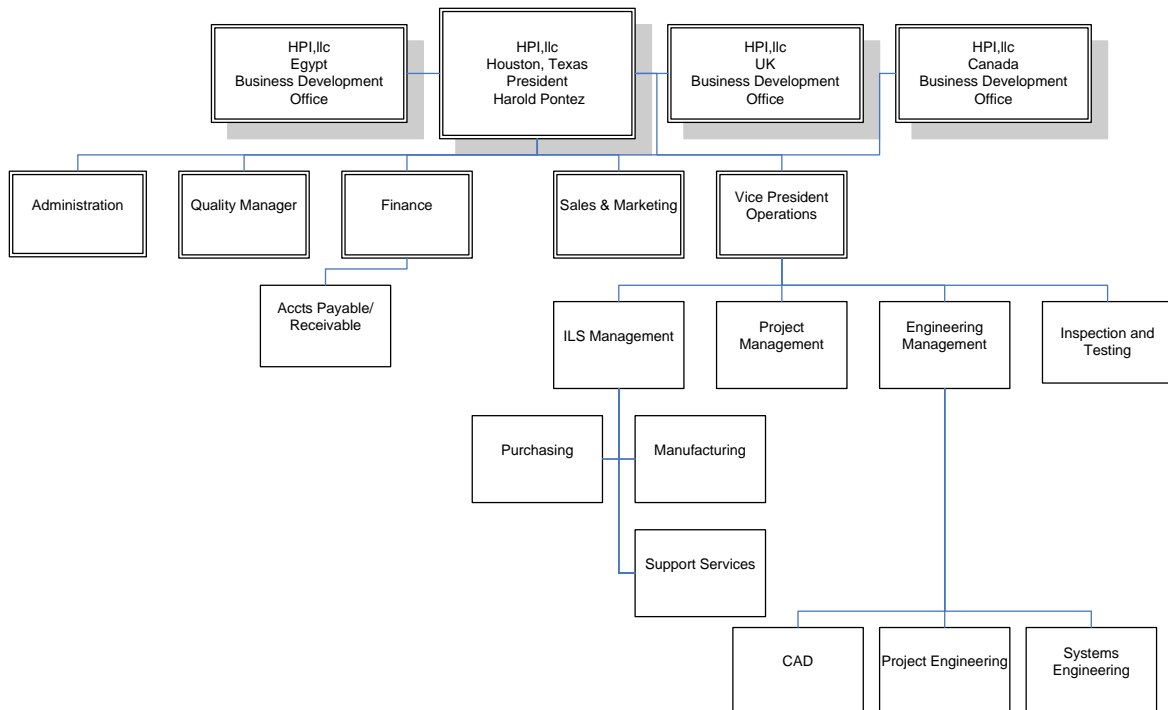 HPI,llc
Egypt
Business Development
Office
HPI,llc
Houston, Texas
President
Harold Pontez
HPI,llc
UK
Business Development
Office
HPI,llc
Canada
Business Development
Office
Administration
Quality Manager
Finance
Sales & Marketing
Vice President
Operations
Accts Payable/
Receivable
ILS Management
Project
Management
Engineering
Management
Inspection and
Testing
Purchasing
Manufacturing
Support Services
CAD
Project Engineering
Systems
Engineering